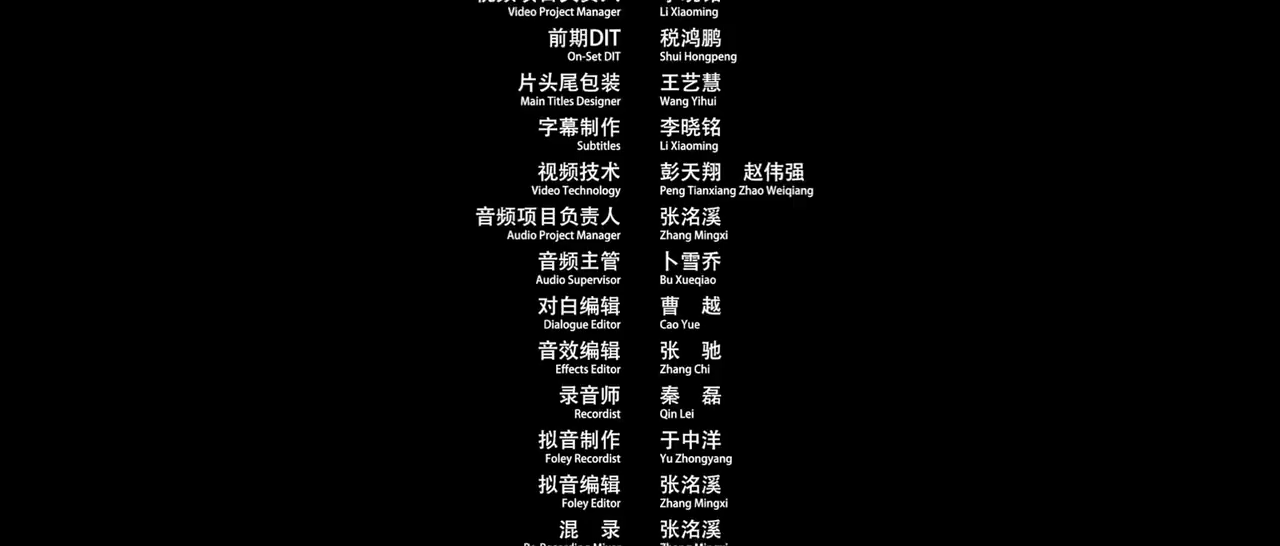 Video Project Manager Li Xiaoming
前期DIT 税鸿鹏
On-Set DIT Shui Hongpeng
片头尾包装 王艺慧
Main Titles Designer Wang Yihui
字幕制作 李晓铭
Subtitles Li Xiaoming
视频技术 彭天翔 赵伟强
Video Technology Peng Tianxiang Zhao Weiqiang
音频项目负责人 张洺溪
Audio Project Manager Zhang Mingxi
音频主管 卜雪乔
Audio Supervisor Bu Xueqiao
对白编辑 曹 越
Dialogue Editor Cao Yue
音效编辑 张 驰
Effects Editor Zhang Chi
录音师 秦 磊
Recordist Qin Lei
拟音制作 于中洋
Foley Recordist Yu Zhongyang
拟音编辑 张洺溪
Foley Editor Zhang Mingxi
混 录 张洺溪